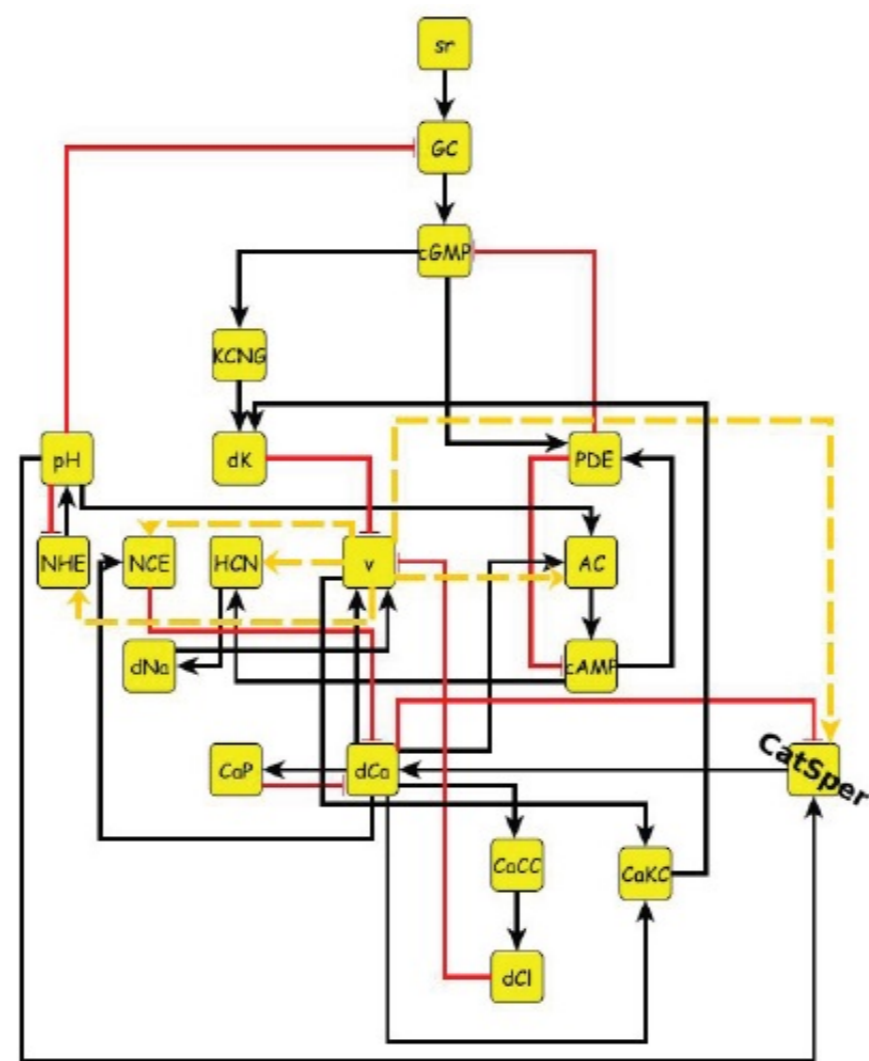 sr
GC
cGMP
KCNG
pH
dK
PDE
NHE
NCE
HCN
v
AC
dNa
cAMP
CaP
dCa
CatSper
CaCC
CaKC
dCl